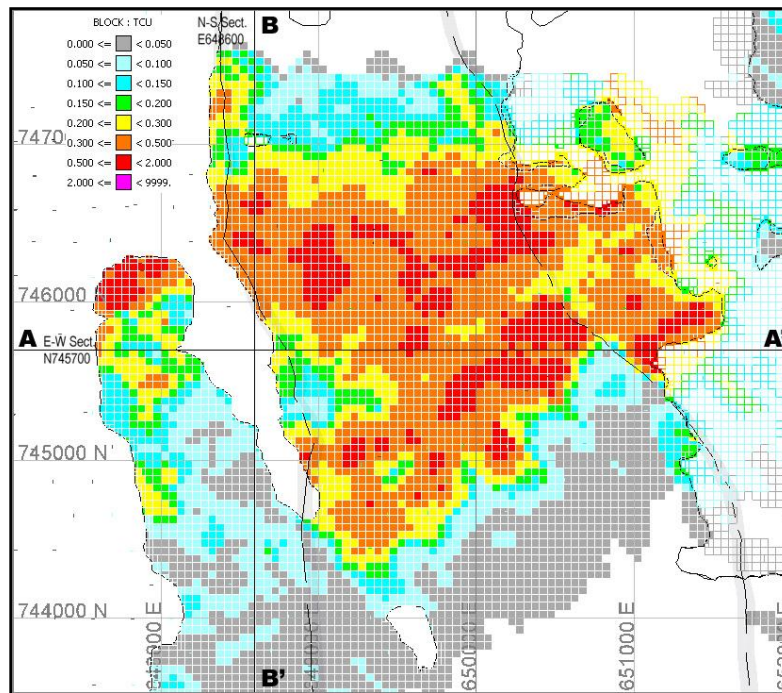 BLOCK : TCU
0.000 <= < 0.050
0.050 <= < 0.100
0.100 <= < 0.150
0.150 <= < 0.200
0.200 <= < 0.300
0.300 <= < 0.500
0.500 <= < 2.000
2.000 <= < 9999.
N-S Sect.
E648600
B
746000
A
E-W Sect.
N745700
A'
745000 N
744000 N
B'
651000 E